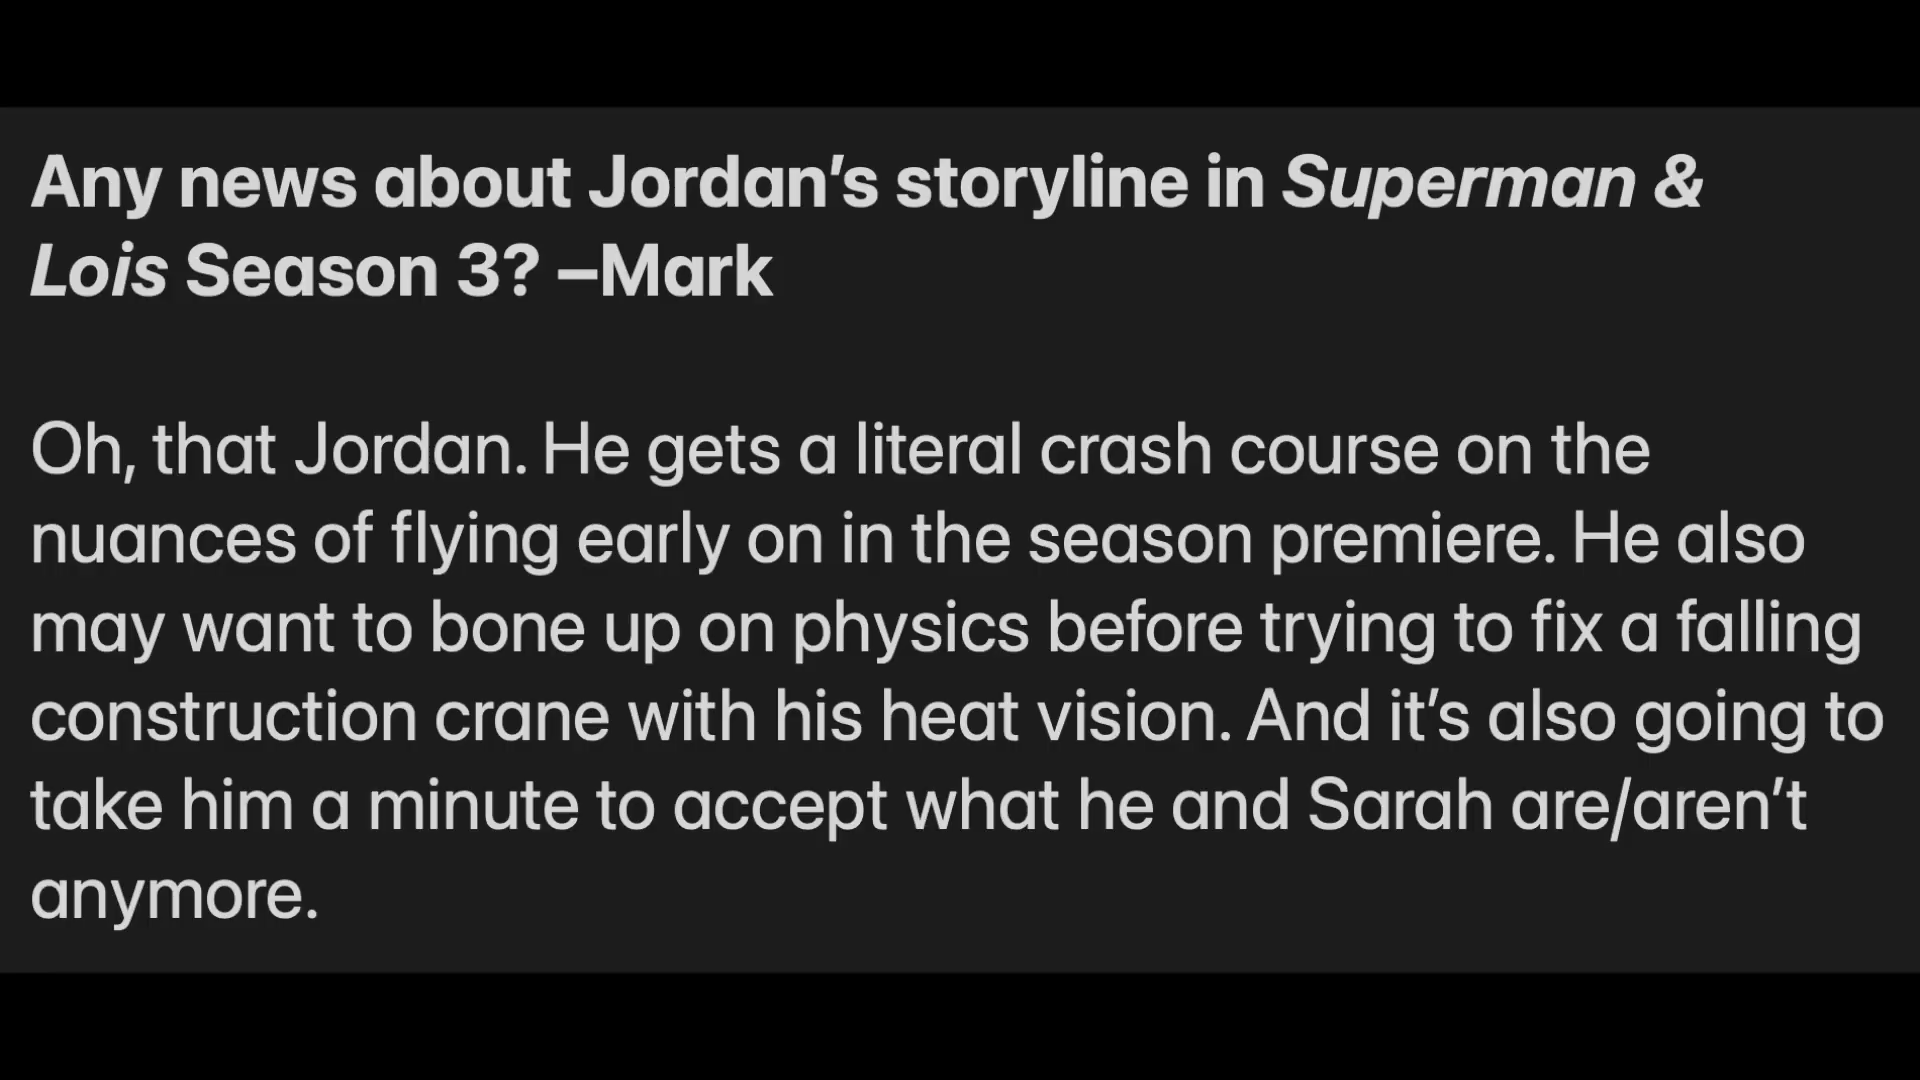 Any news about Jordan’s storyline in Superman &
Lois Season 3? –Mark
Oh, that Jordan. He gets a literal crash course on the
nuances of flying early on in the season premiere. He also
may want to bone up on physics before trying to fix a falling
construction crane with his heat vision. And it’s also going to
take him a minute to accept what he and Sarah are/aren’t
anymore.